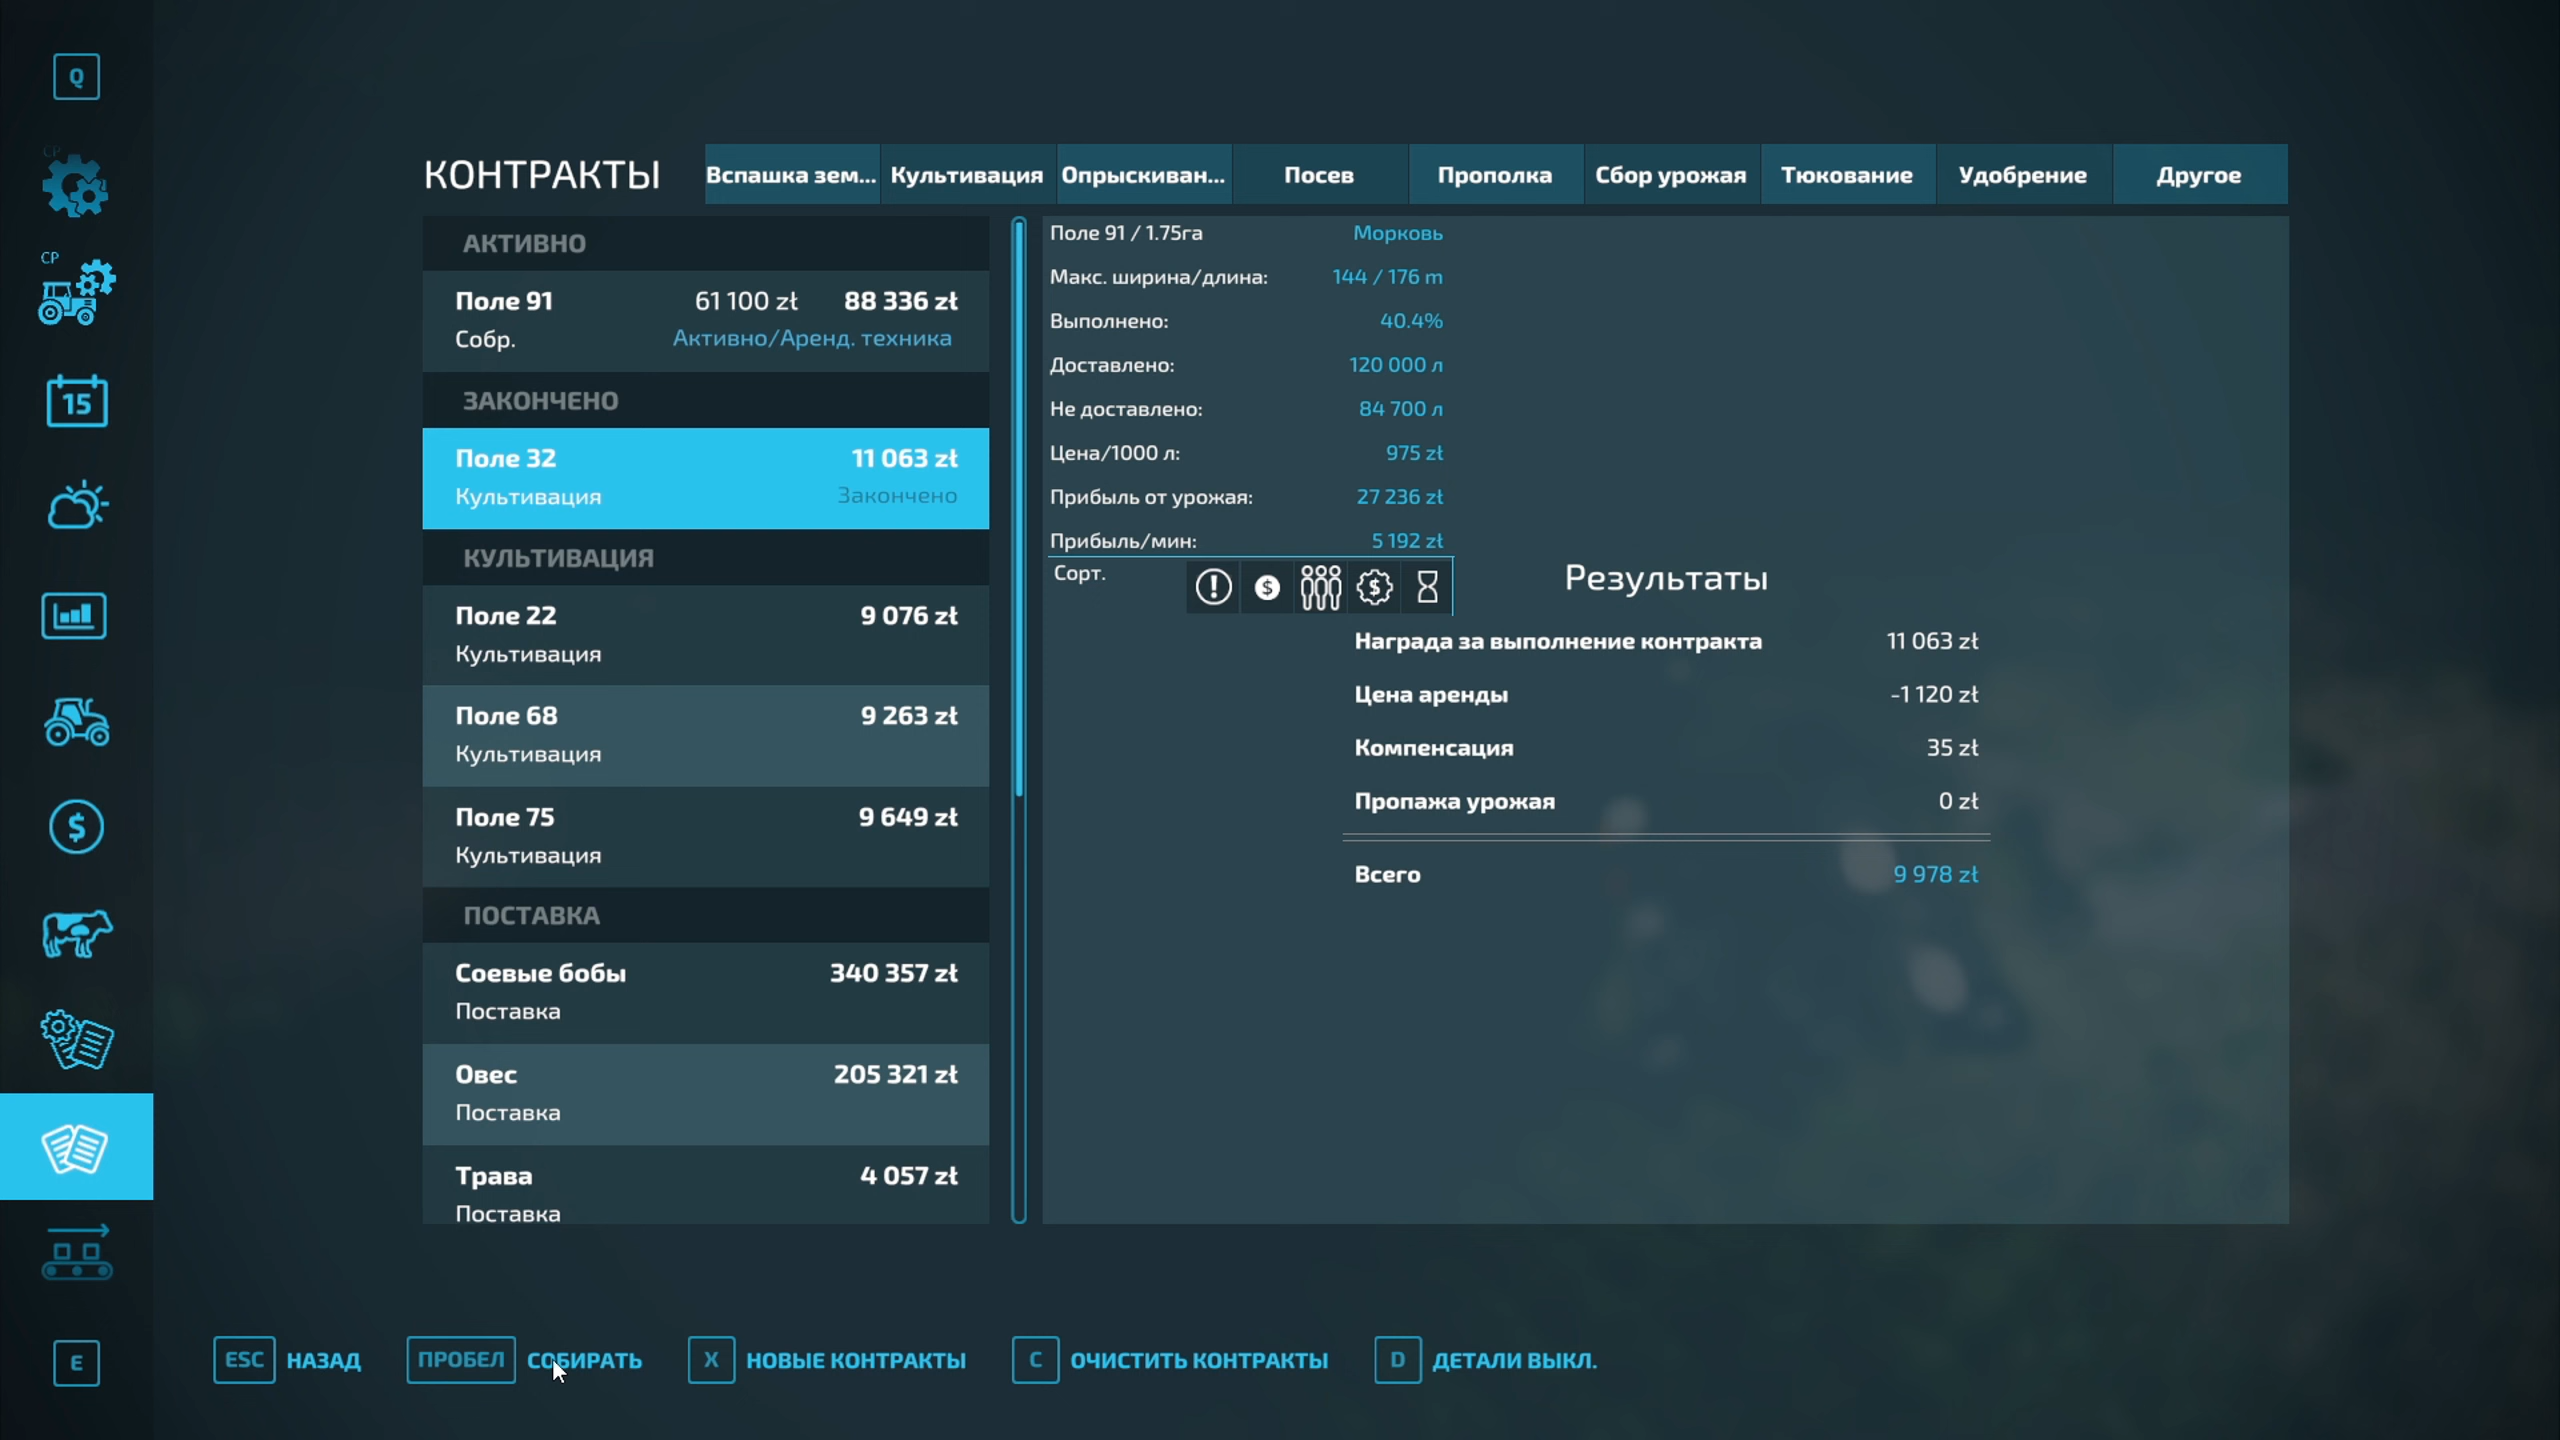 Q
КОНТРАКТЫ
Вспашка зем...
Культивация
Опрыскиван...
Посев
Прополка
Сбор урожая
Тюкование
Удобрение
Другое
CP
CP
15
АКТИВНО
Поле 91 61 100 zł 88 336 zł
Собр. Активно/Аренд. техника
ЗАКОНЧЕНО
Поле 32 11 063 zł
Культивация Закончено
КУЛЬТИВАЦИЯ
Поле 22 9 076 zł
Культивация
Поле 68 9 263 zł
Культивация
Поле 75 9 649 zł
Культивация
ПОСТАВКА
Соевые бобы 340 357 zł
Поставка
Овес 205 321 zł
Поставка
Трава 4 057 zł
Поставка
Поле 91 / 1.75га Морковь
Макс. ширина/длина: 144 / 176 m
Выполнено: 40.4%
Доставлено: 120 000 л
Не доставлено: 84 700 л
Цена/1000 л: 975 zł
Прибыль от урожая: 27 236 zł
Прибыль/мин: 5 192 zł
Сорт.
Результаты
Награда за выполнение контракта 11 063 zł
Цена аренды -1 120 zł
Компенсация 35 zł
Пропажа урожая 0 zł
Всего 9 978 zł
E
ESC НАЗАД
ПРОБЕЛ СОБИРАТЬ
X НОВЫЕ КОНТРАКТЫ
C ОЧИСТИТЬ КОНТРАКТЫ
D ДЕТАЛИ ВЫКЛ.